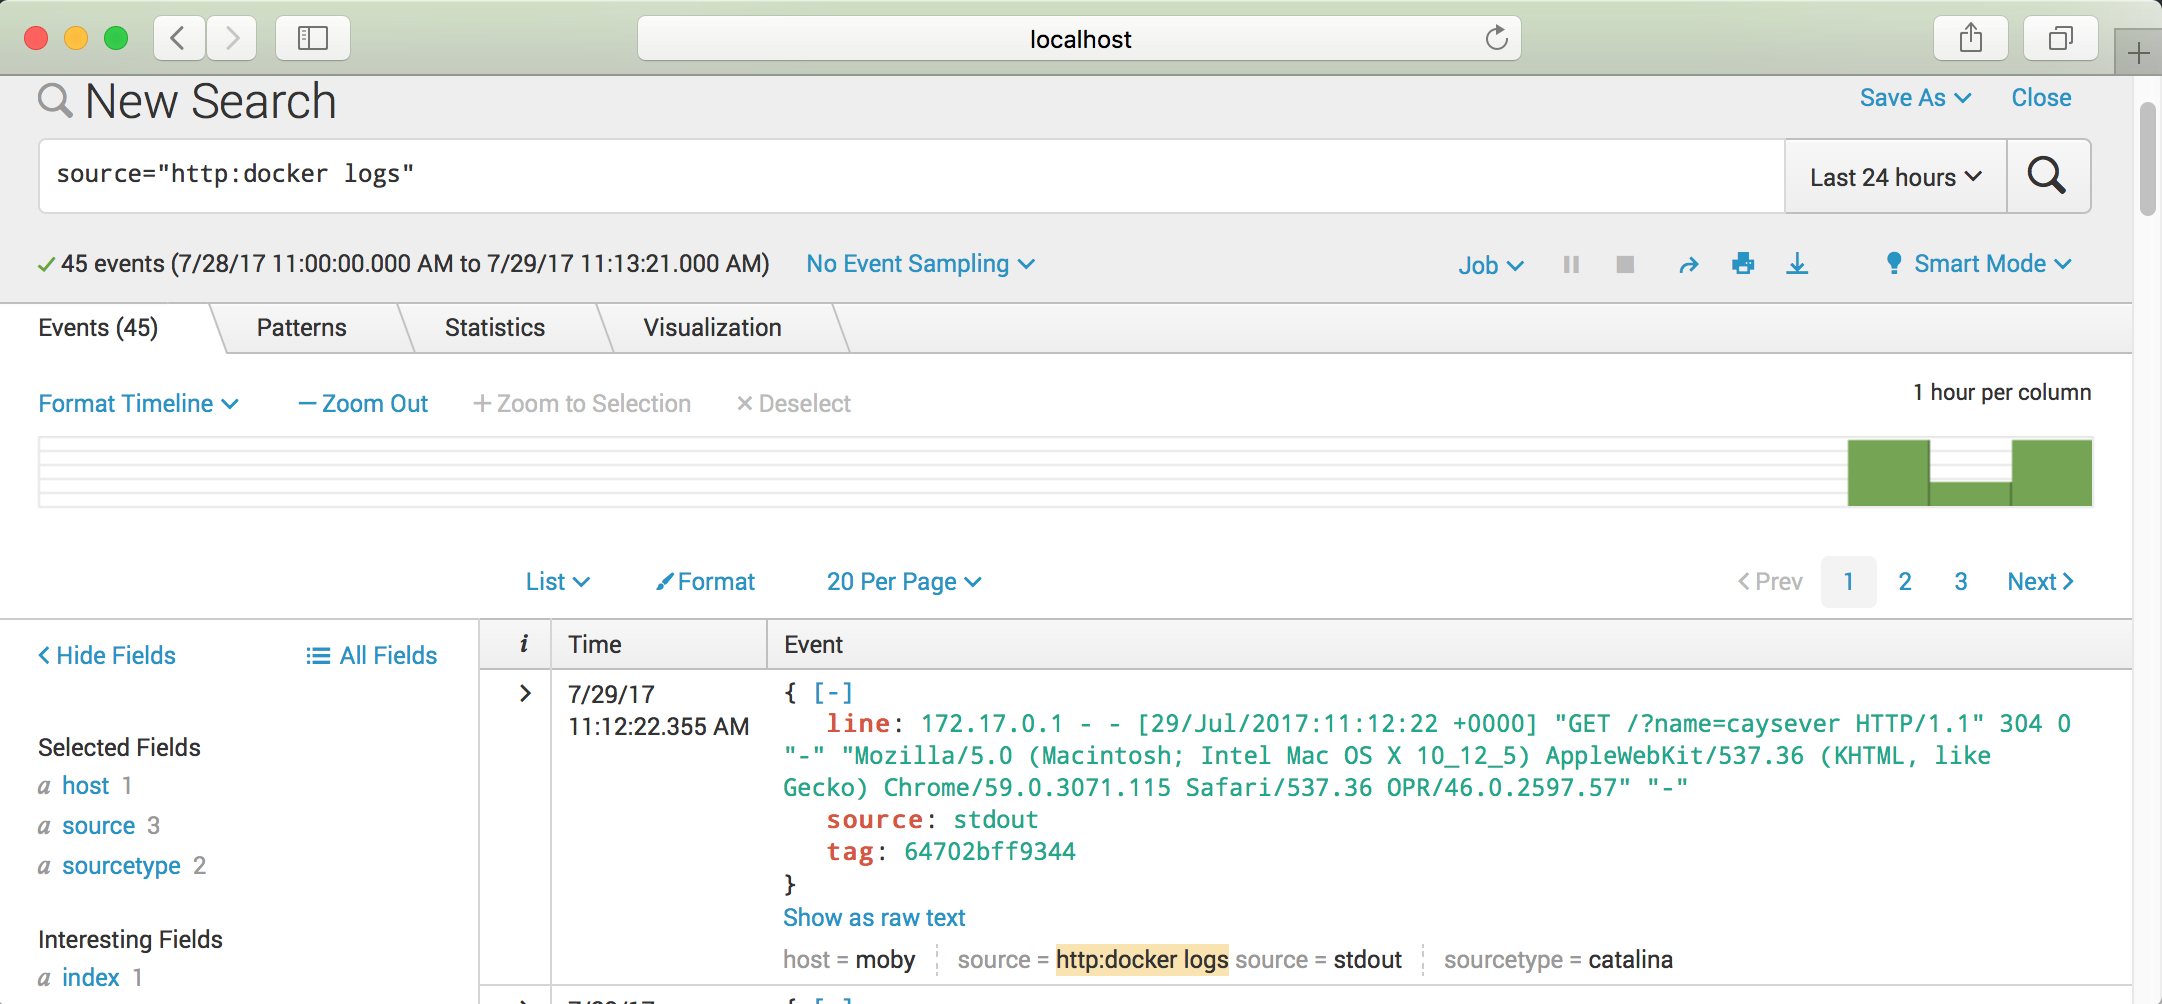 localhost
New Search
Save As
Close
source="http:docker logs"
Last 24 hours
45 events (7/28/17 11:00:00.000 AM to 7/29/17 11:13:21.000 AM)
No Event Sampling
Job
Smart Mode
Events (45)
Patterns
Statistics
Visualization
Format Timeline
— Zoom Out
+ Zoom to Selection
× Deselect
1 hour per column
List
Format
20 Per Page
< Prev
1
2
3
Next >
< Hide Fields
All Fields
Selected Fields
a host 1
a source 3
a sourcetype 2
Interesting Fields
a index 1
i
Time
Event
>
7/29/17
11:12:22.355 AM
{ [-]
line: 172.17.0.1 - - [29/Jul/2017:11:12:22 +0000] "GET /?name=caysever HTTP/1.1" 304 0
"-" "Mozilla/5.0 (Macintosh; Intel Mac OS X 10_12_5) AppleWebKit/537.36 (KHTML, like
Gecko) Chrome/59.0.3071.115 Safari/537.36 OPR/46.0.2597.57" "-"
source: stdout
tag: 64702bff9344
}
Show as raw text
host = moby
source = http:docker logs source = stdout
sourcetype = catalina